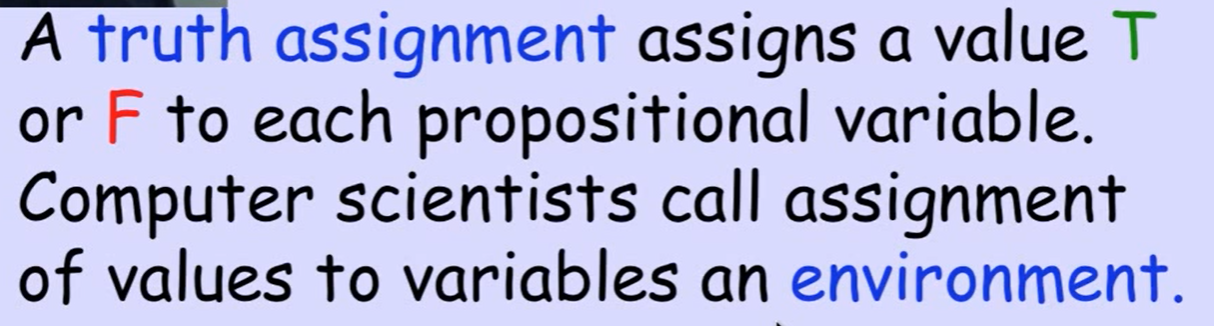 A truth assignment assigns a value T
or F to each propositional variable.
Computer scientists call assignment
of values to variables an environment.